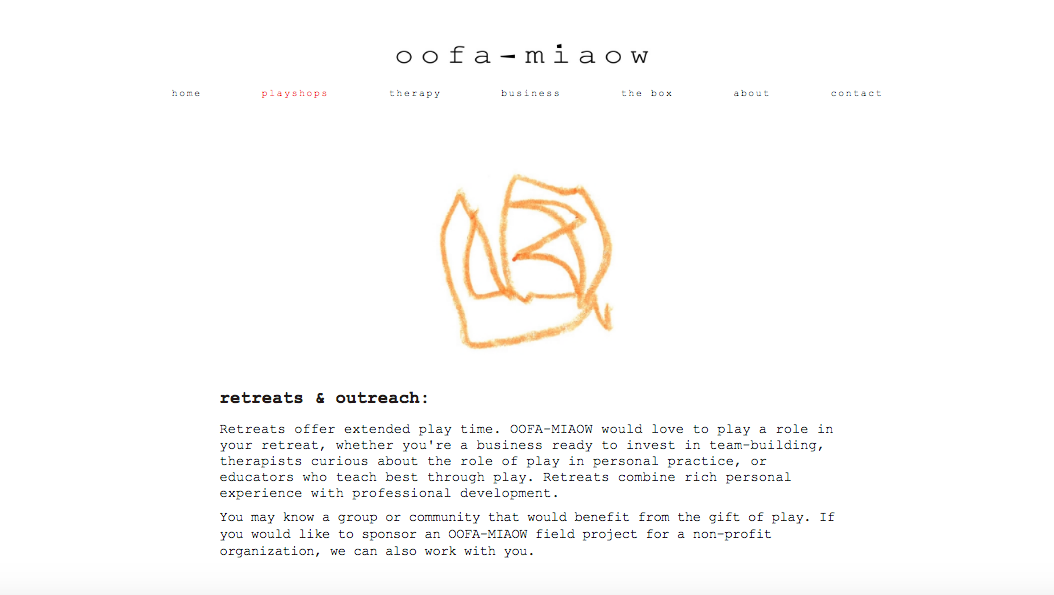 oofa-miaow
home playshops therapy business the box about contact
retreats & outreach:
Retreats offer extended play time. OOFA-MIAOW would love to play a role in
your retreat, whether you're a business ready to invest in team-building,
therapists curious about the role of play in personal practice, or
educators who teach best through play. Retreats combine rich personal
experience with professional development.
You may know a group or community that would benefit from the gift of play. If
you would like to sponsor an OOFA-MIAOW field project for a non-profit
organization, we can also work with you.